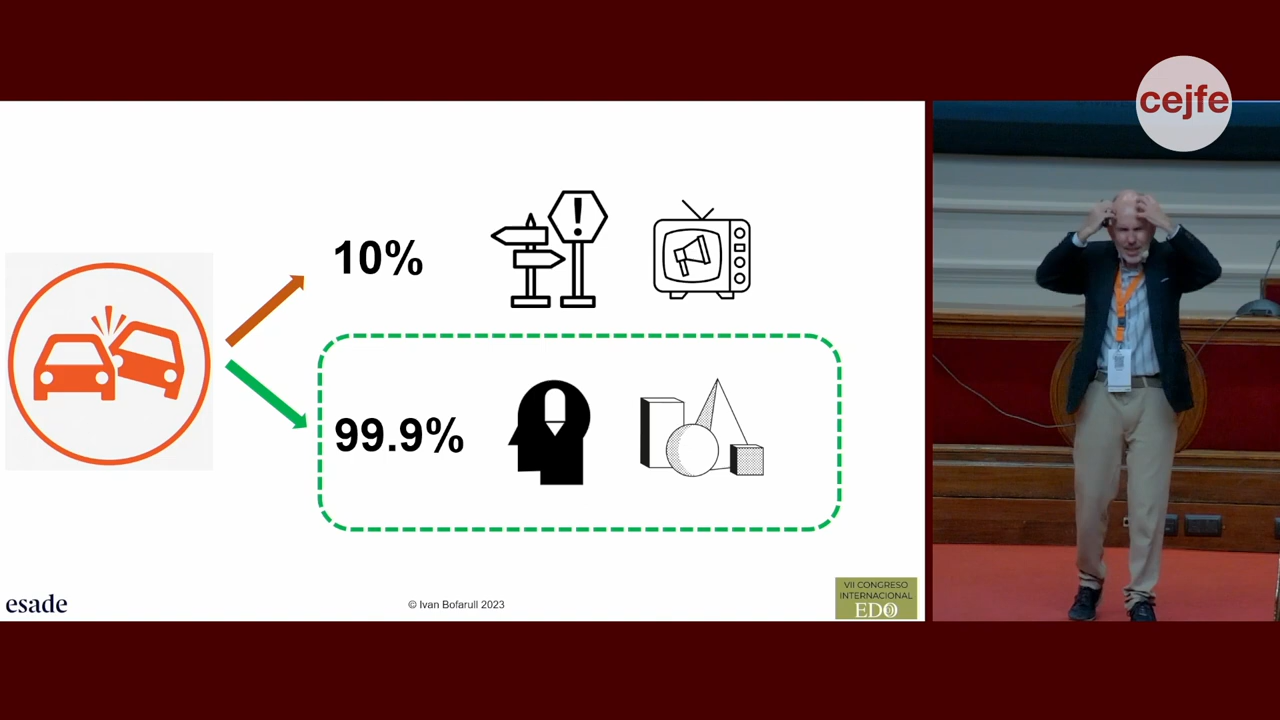 cejfe
10%
!
99.9%
esade
© Ivan Bofarull 2023
VII CONGRESO
INTERNACIONAL
EDO